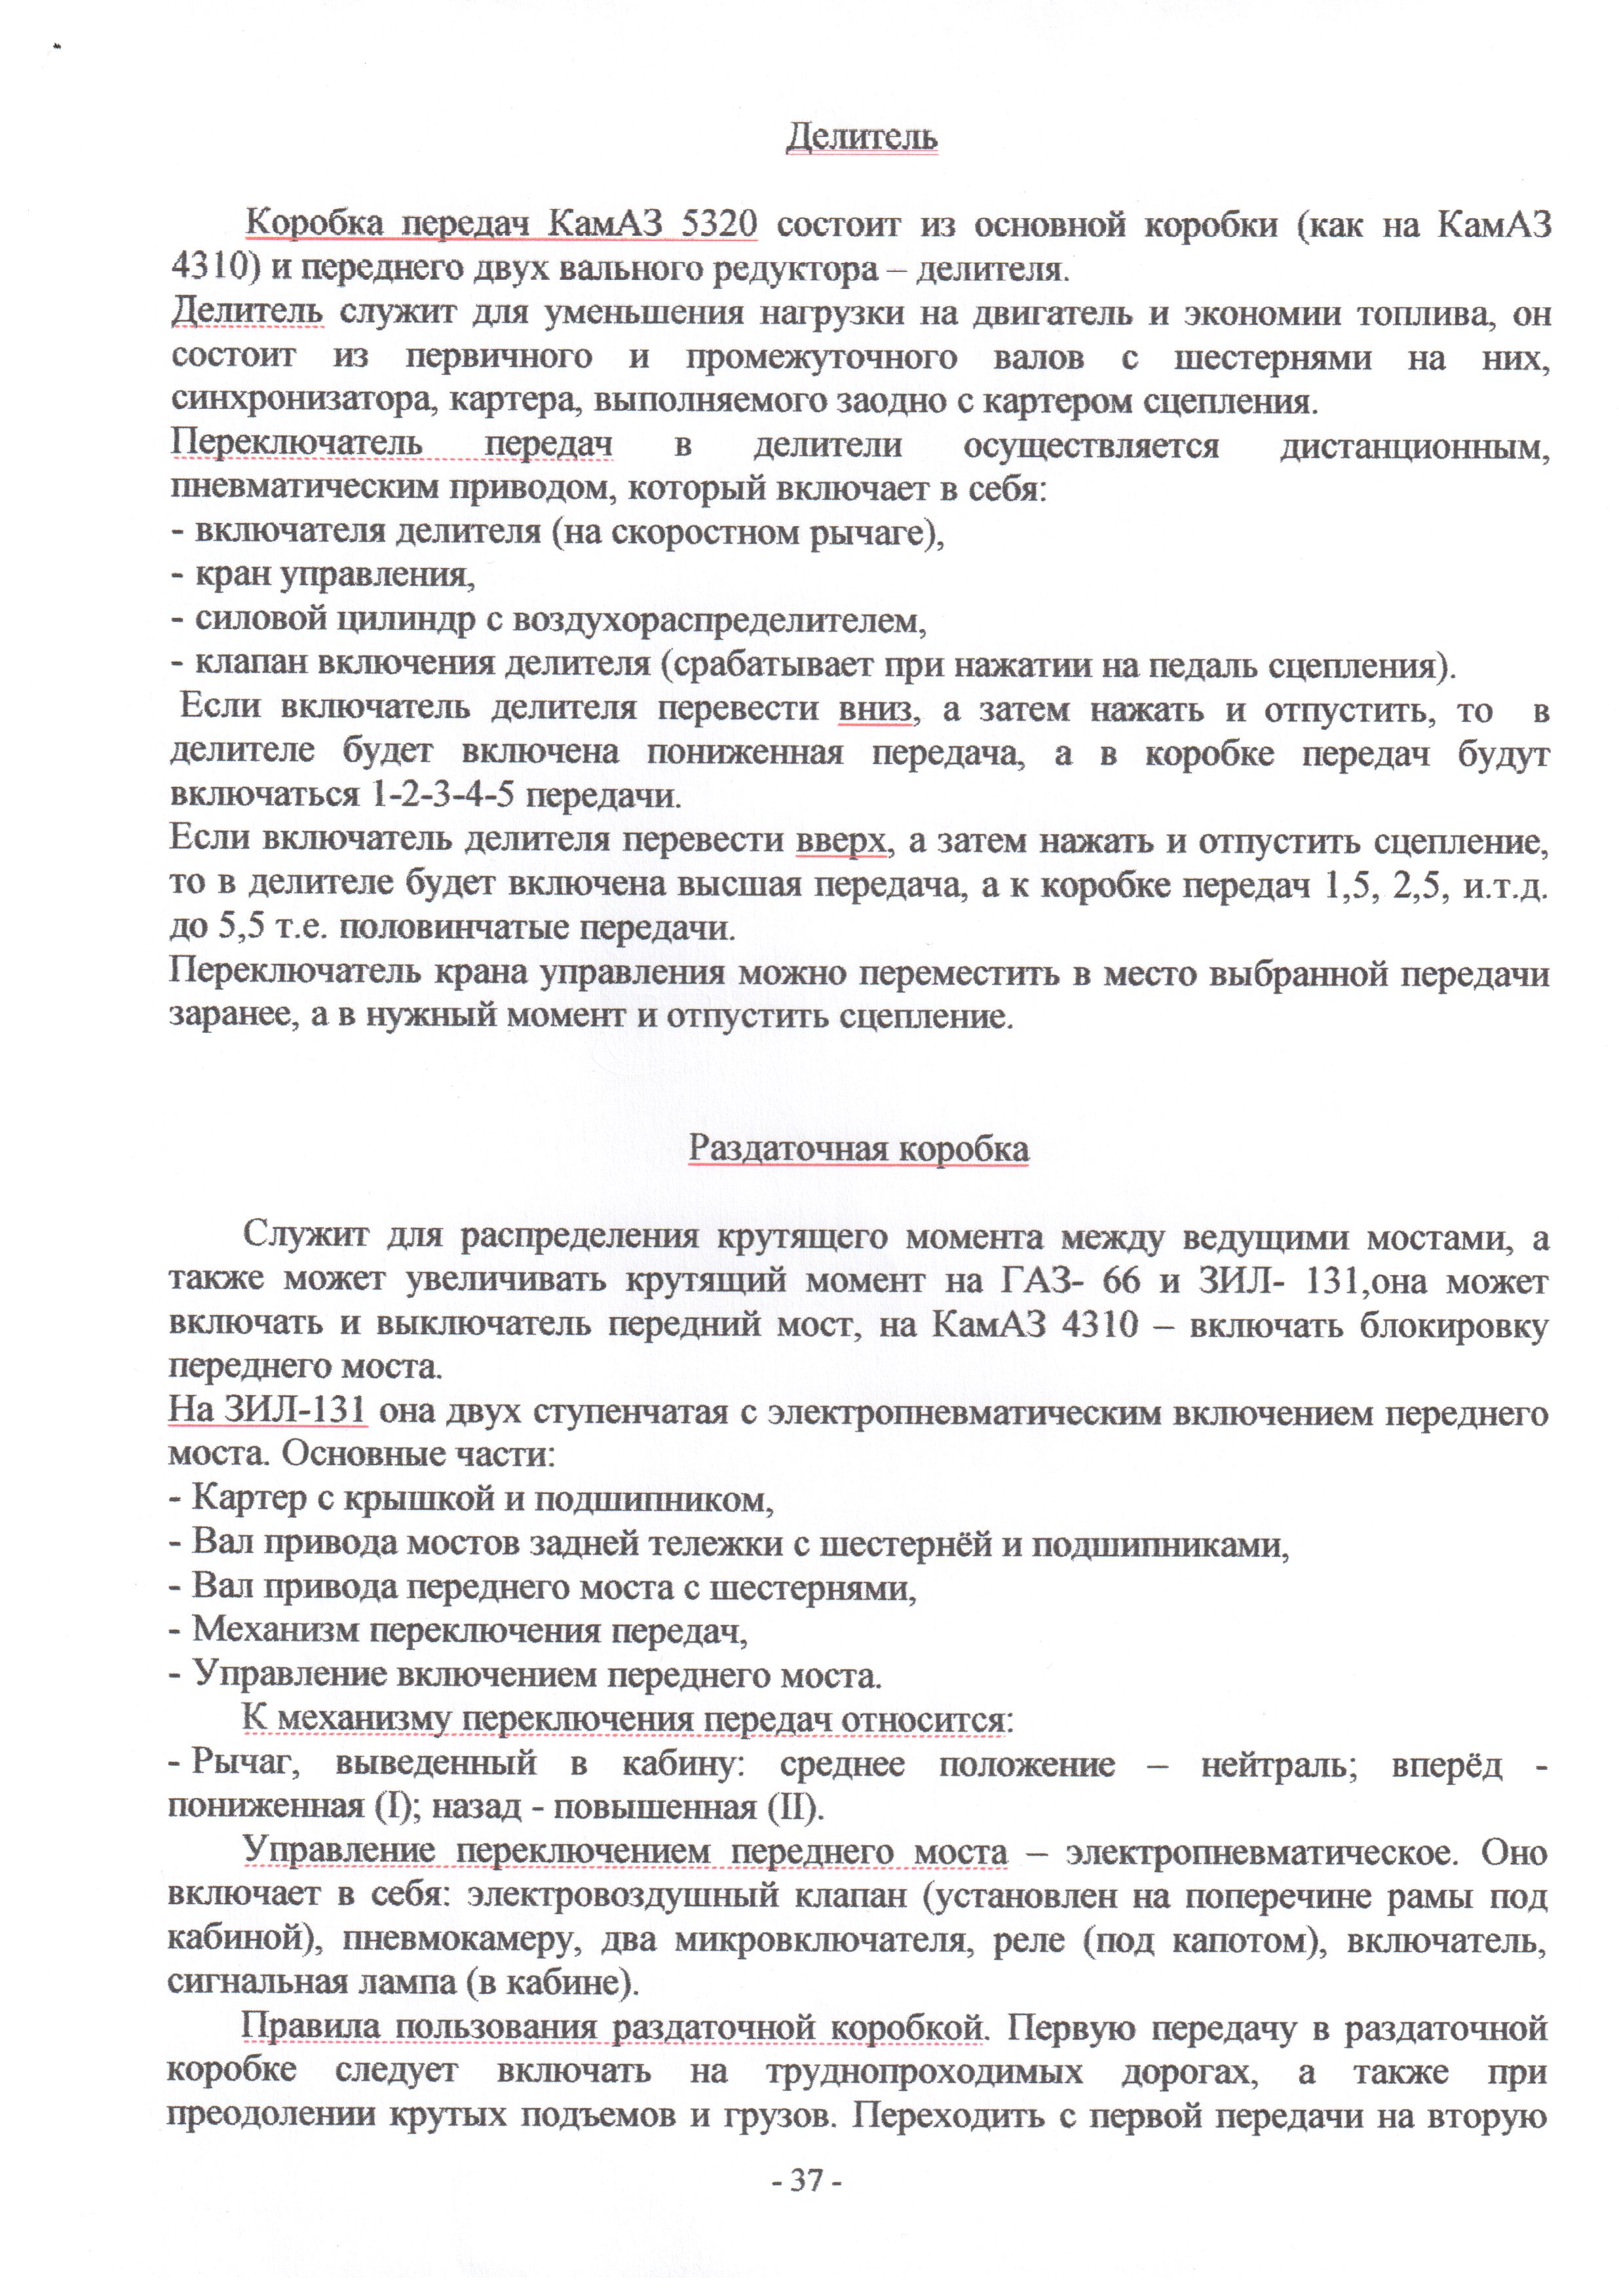 Делитель
Коробка передач КамАЗ 5320 состоит из основной коробки (как на КамАЗ
4310) и переднего двух вального редуктора – делителя.
Делитель служит для уменьшения нагрузки на двигатель и экономии топлива, он
состоит из первичного и промежуточного валов с шестернями на них,
синхронизатора, картера, выполняемого заодно с картером сцепления.
Переключатель передач в делители осуществляется дистанционным,
пневматическим приводом, который включает в себя:
- включателя делителя (на скоростном рычаге),
- кран управления,
- силовой цилиндр с воздухораспределителем,
- клапан включения делителя (срабатывает при нажатии на педаль сцепления).
Если включатель делителя перевести вниз, а затем нажать и отпустить, то в
делителе будет включена пониженная передача, а в коробке передач будут
включаться 1-2-3-4-5 передачи.
Если включатель делителя перевести вверх, а затем нажать и отпустить сцепление,
то в делителе будет включена высшая передача, а к коробке передач 1,5, 2,5, и.т.д.
до 5,5 т.е. половинчатые передачи.
Переключатель крана управления можно переместить в место выбранной передачи
заранее, а в нужный момент и отпустить сцепление.
Раздаточная коробка
Служит для распределения крутящего момента между ведущими мостами, а
также может увеличивать крутящий момент на ГАЗ- 66 и ЗИЛ- 131,она может
включать и выключатель передний мост, на КамАЗ 4310 – включать блокировку
переднего моста.
На ЗИЛ-131 она двух ступенчатая с электропневматическим включением переднего
моста. Основные части:
- Картер с крышкой и подшипником,
- Вал привода мостов задней тележки с шестернёй и подшипниками,
- Вал привода переднего моста с шестернями,
- Механизм переключения передач,
- Управление включением переднего моста.
К механизму переключения передач относится:
- Рычаг, выведенный в кабину: среднее положение – нейтраль; вперёд -
пониженная (I); назад - повышенная (II).
Управление переключением переднего моста – электропневматическое. Оно
включает в себя: электровоздушный клапан (установлен на поперечине рамы под
кабиной), пневмокамеру, два микровключателя, реле (под капотом), включатель,
сигнальная лампа (в кабине).
Правила пользования раздаточной коробкой. Первую передачу в раздаточной
коробке следует включать на труднопроходимых дорогах, а также при
преодолении крутых подъемов и грузов. Переходить с первой передачи на вторую
- 37 -